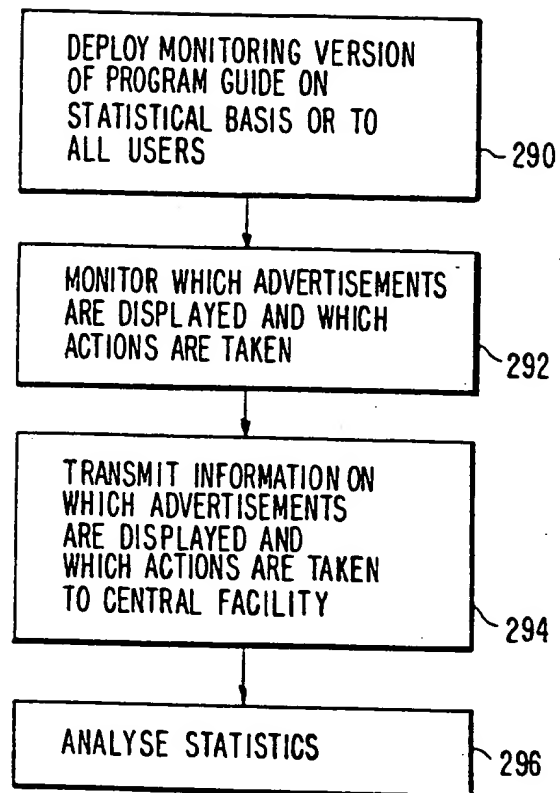 DEPLOY MONITORING VERSION
OF PROGRAM GUIDE ON
STATISTICAL BASIS OR TO
ALL USERS
290
MONITOR WHICH ADVERTISEMENTS
ARE DISPLAYED AND WHICH
ACTIONS ARE TAKEN
292
TRANSMIT INFORMATION ON
WHICH ADVERTISEMENTS
ARE DISPLAYED AND
WHICH ACTIONS ARE TAKEN
TO CENTRAL FACILITY
294
ANALYSE STATISTICS
296